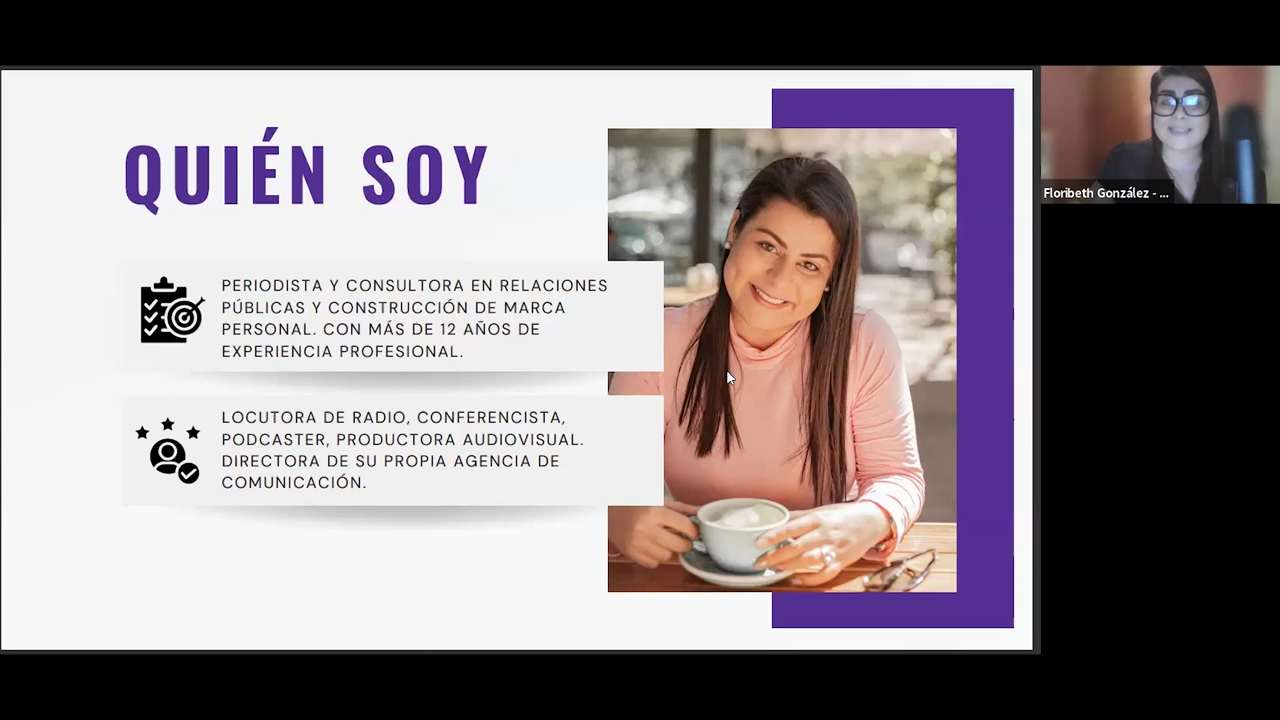 QUIÉN SOY
PERIODISTA Y CONSULTORA EN RELACIONES
PÚBLICAS Y CONSTRUCCIÓN DE MARCA
PERSONAL. CON MÁS DE 12 AÑOS DE
EXPERIENCIA PROFESIONAL.
LOCUTORA DE RADIO, CONFERENCISTA,
PODCASTER, PRODUCTORA AUDIOVISUAL.
DIRECTORA DE SU PROPIA AGENCIA DE
COMUNICACIÓN.
Floribeth González - ...